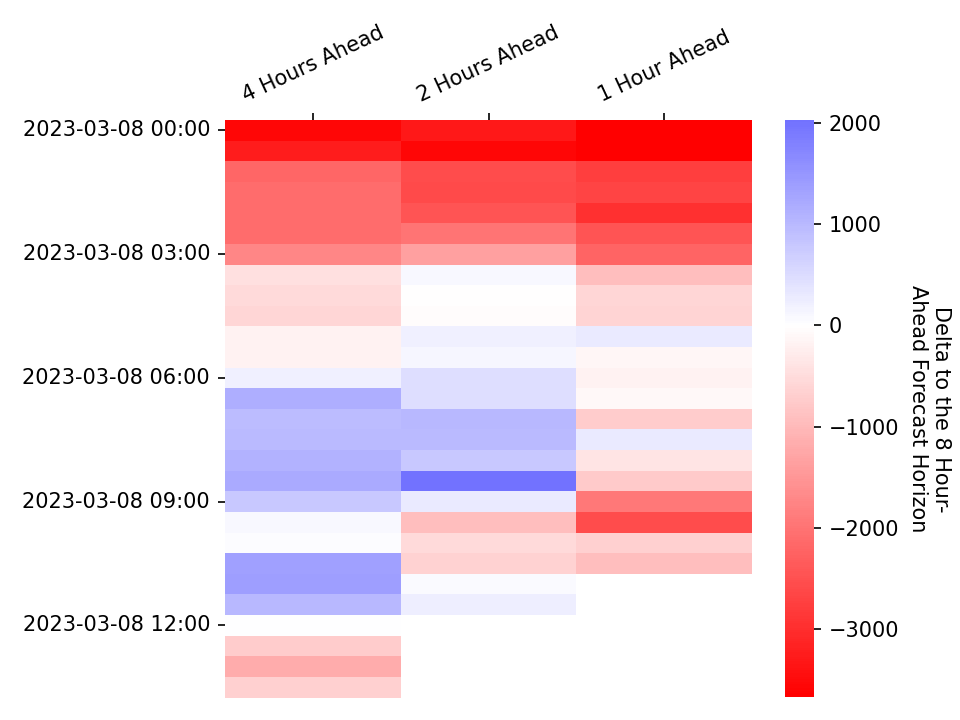 4 Hours Ahead
2 Hours Ahead
1 Hour Ahead
2023-03-08 00:00
2023-03-08 03:00
2023-03-08 06:00
2023-03-08 09:00
2023-03-08 12:00
2000
1000
0
−1000
−2000
−3000
Delta to the 8 Hour-
Ahead Forecast Horizon